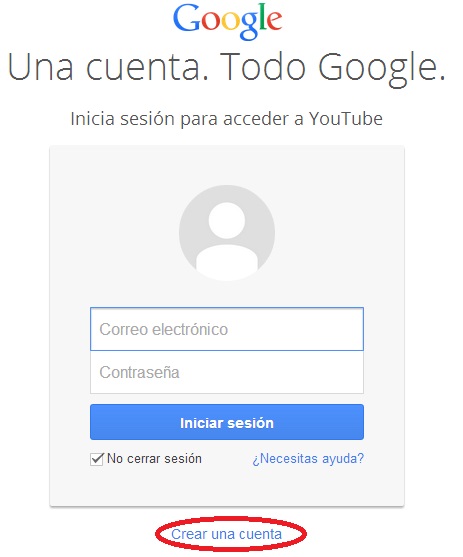 Google
Una cuenta. Todo Google.
Inicia sesión para acceder a YouTube
Correo electrónico
Contraseña
Iniciar sesión
No cerrar sesión ¿Necesitas ayuda?
Crear una cuenta